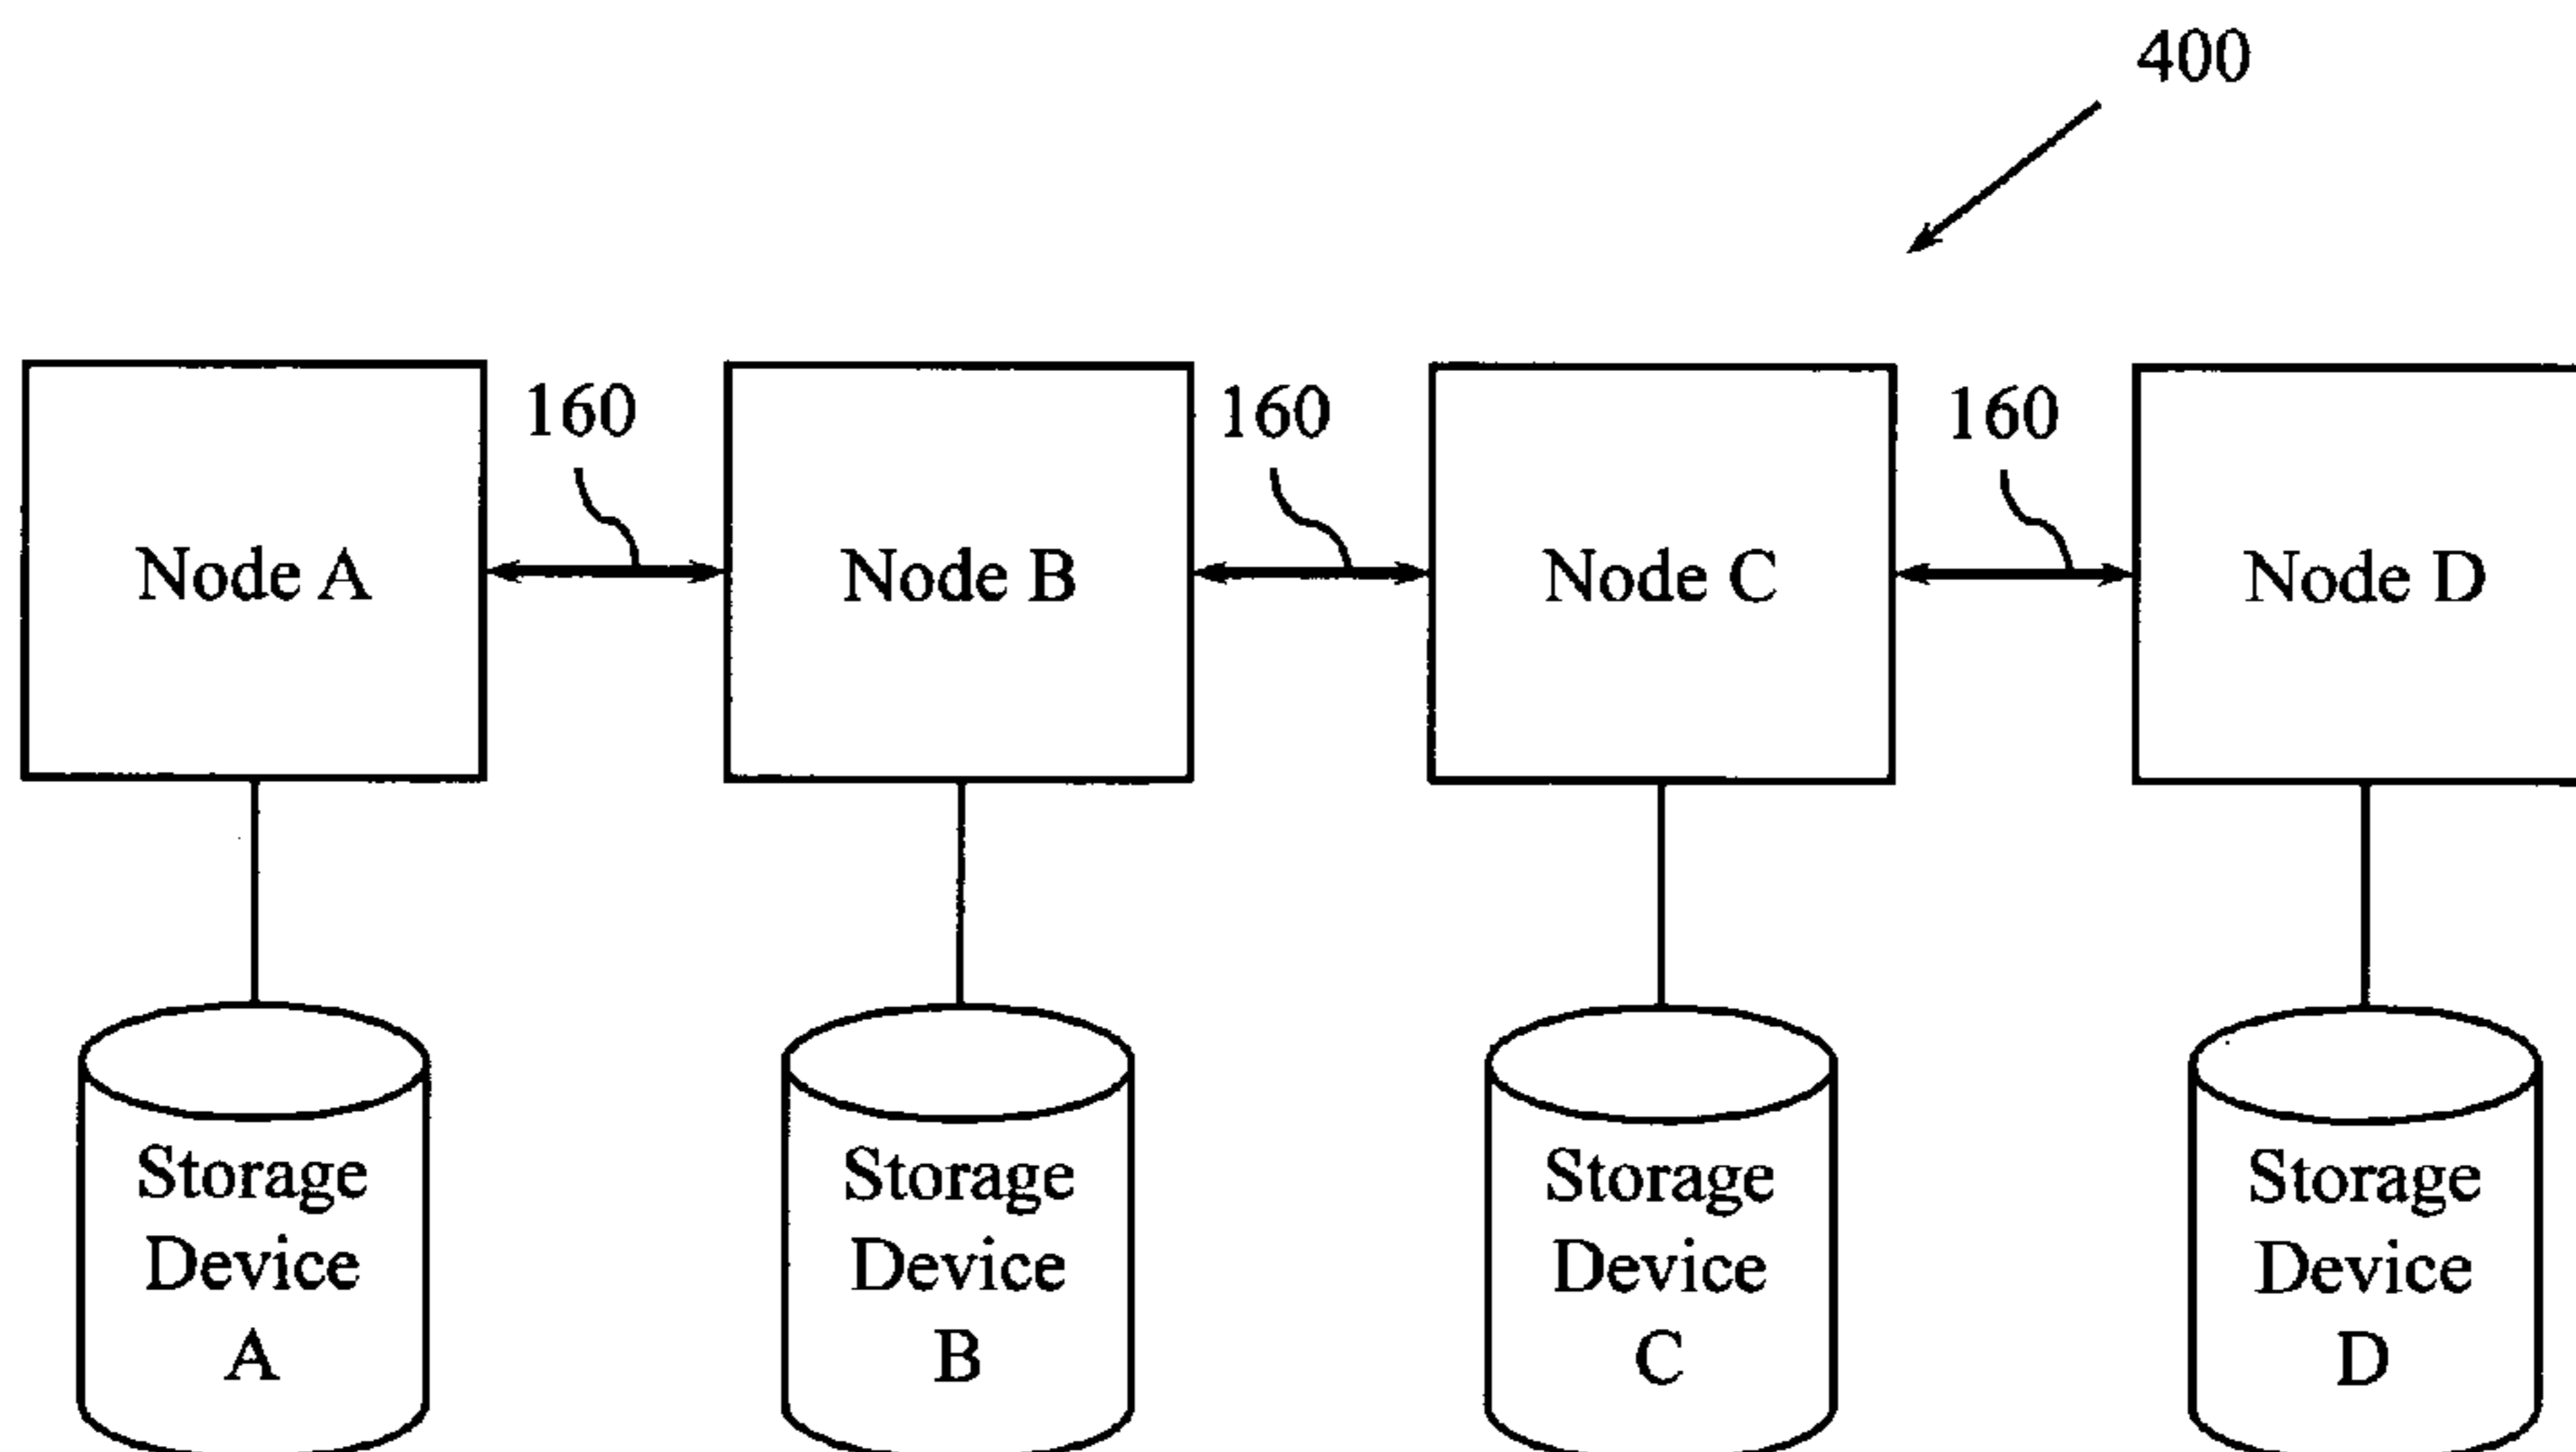 400
160
160
160
Node A
Node B
Node C
Node D
Storage
Device
A
Storage
Device
B
Storage
Device
C
Storage
Device
D